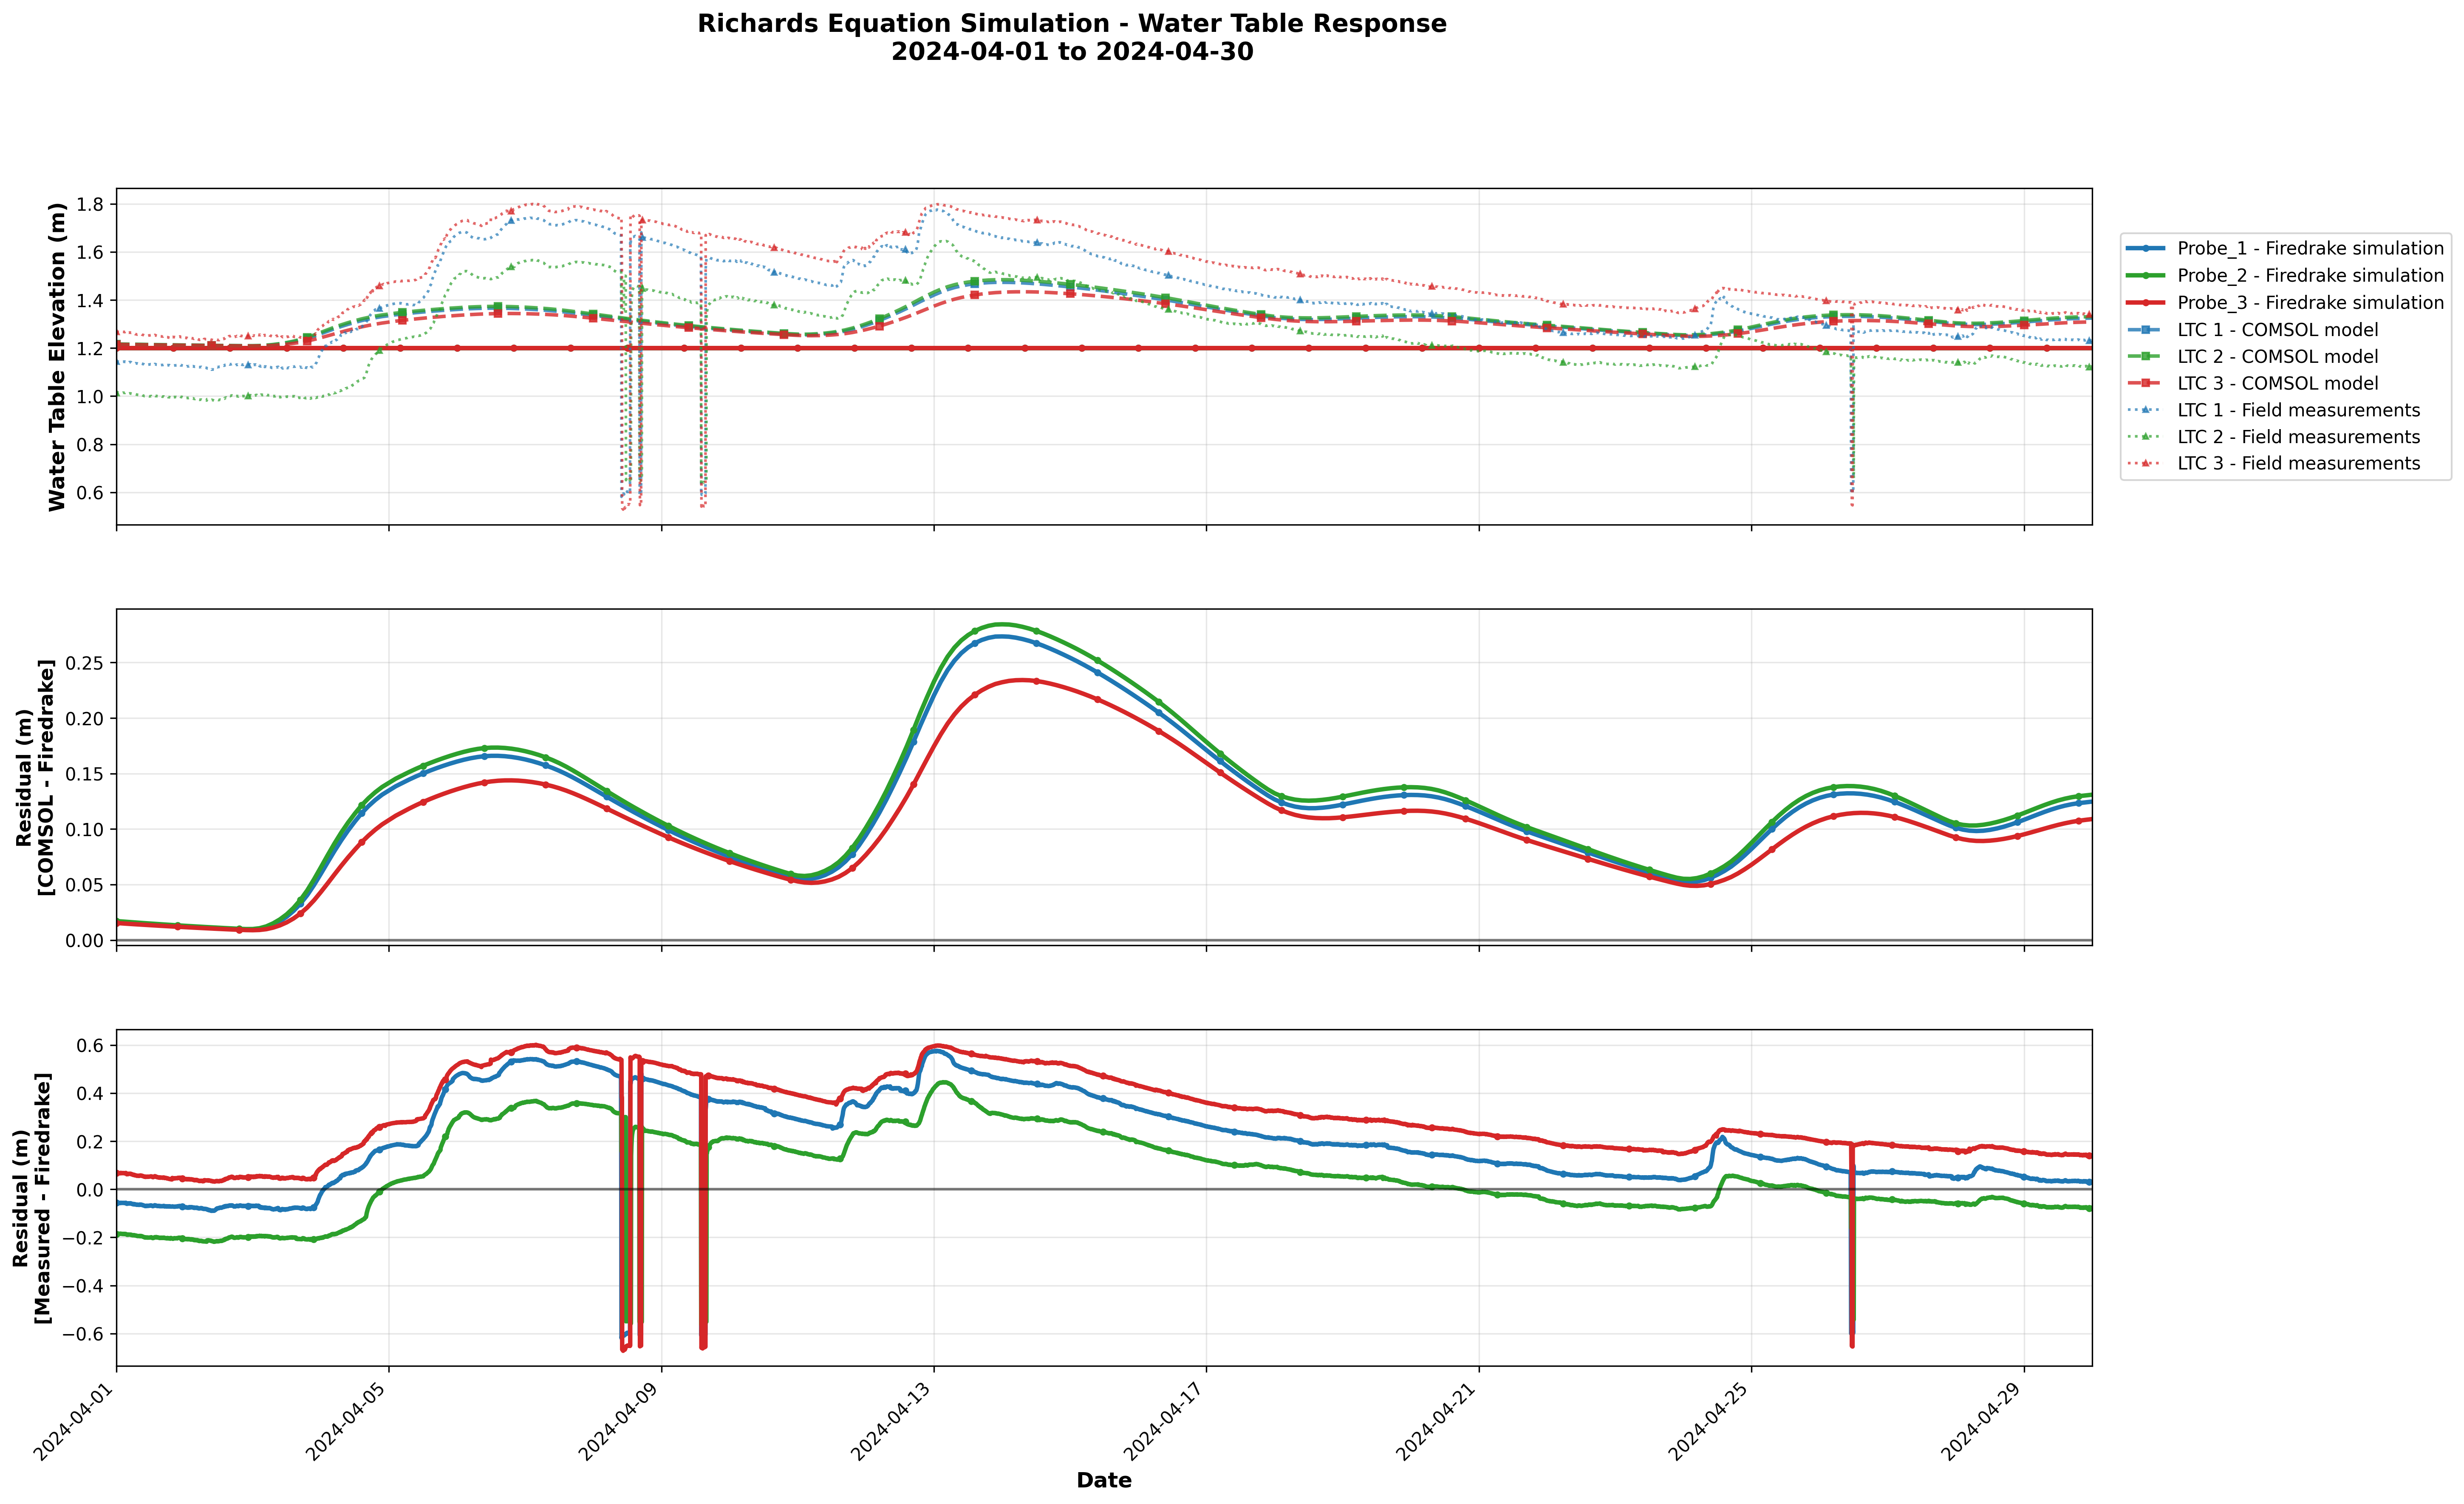 Richards Equation Simulation - Water Table Response
2024-04-01 to 2024-04-30
Water Table Elevation (m)
1.8
1.6
1.4
1.2
1.0
0.8
0.6
Probe_1 - Firedrake simulation
Probe_2 - Firedrake simulation
Probe_3 - Firedrake simulation
LTC 1 - COMSOL model
LTC 2 - COMSOL model
LTC 3 - COMSOL model
LTC 1 - Field measurements
LTC 2 - Field measurements
LTC 3 - Field measurements
Residual (m)
[COMSOL - Firedrake]
0.25
0.20
0.15
0.10
0.05
0.00
Residual (m)
[Measured - Firedrake]
0.6
0.4
0.2
0.0
−0.2
−0.4
−0.6
2024-04-01
2024-04-05
2024-04-09
2024-04-13
2024-04-17
2024-04-21
2024-04-25
2024-04-29
Date